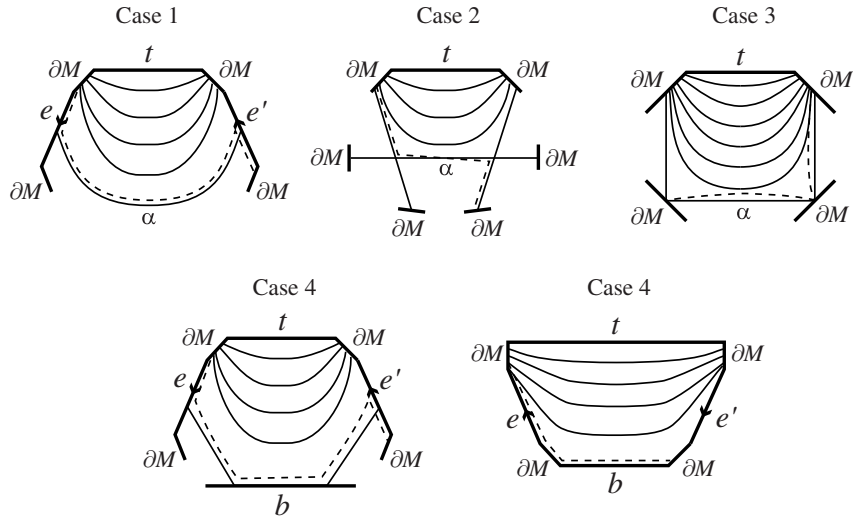 Case 1 Case 2 Case 3
t t t
∂M ∂M ∂M ∂M ∂M ∂M
e e'
∂M ∂M
α
∂M ∂M ∂M ∂M
α
∂M ∂M
α
Case 4 Case 4
t t
∂M ∂M ∂M ∂M
e e' e e'
∂M ∂M ∂M ∂M
b b